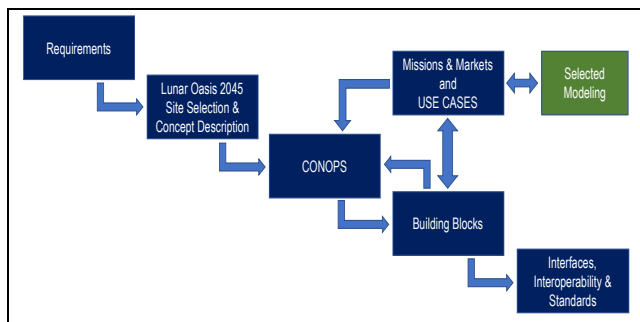 Requirements
Lunar Oasis 2045
Site Selection &
Concept Description
Missions & Markets
and
USE CASES
Selected
Modeling
CONOPS
Building Blocks
Interfaces,
Interoperability &
Standards